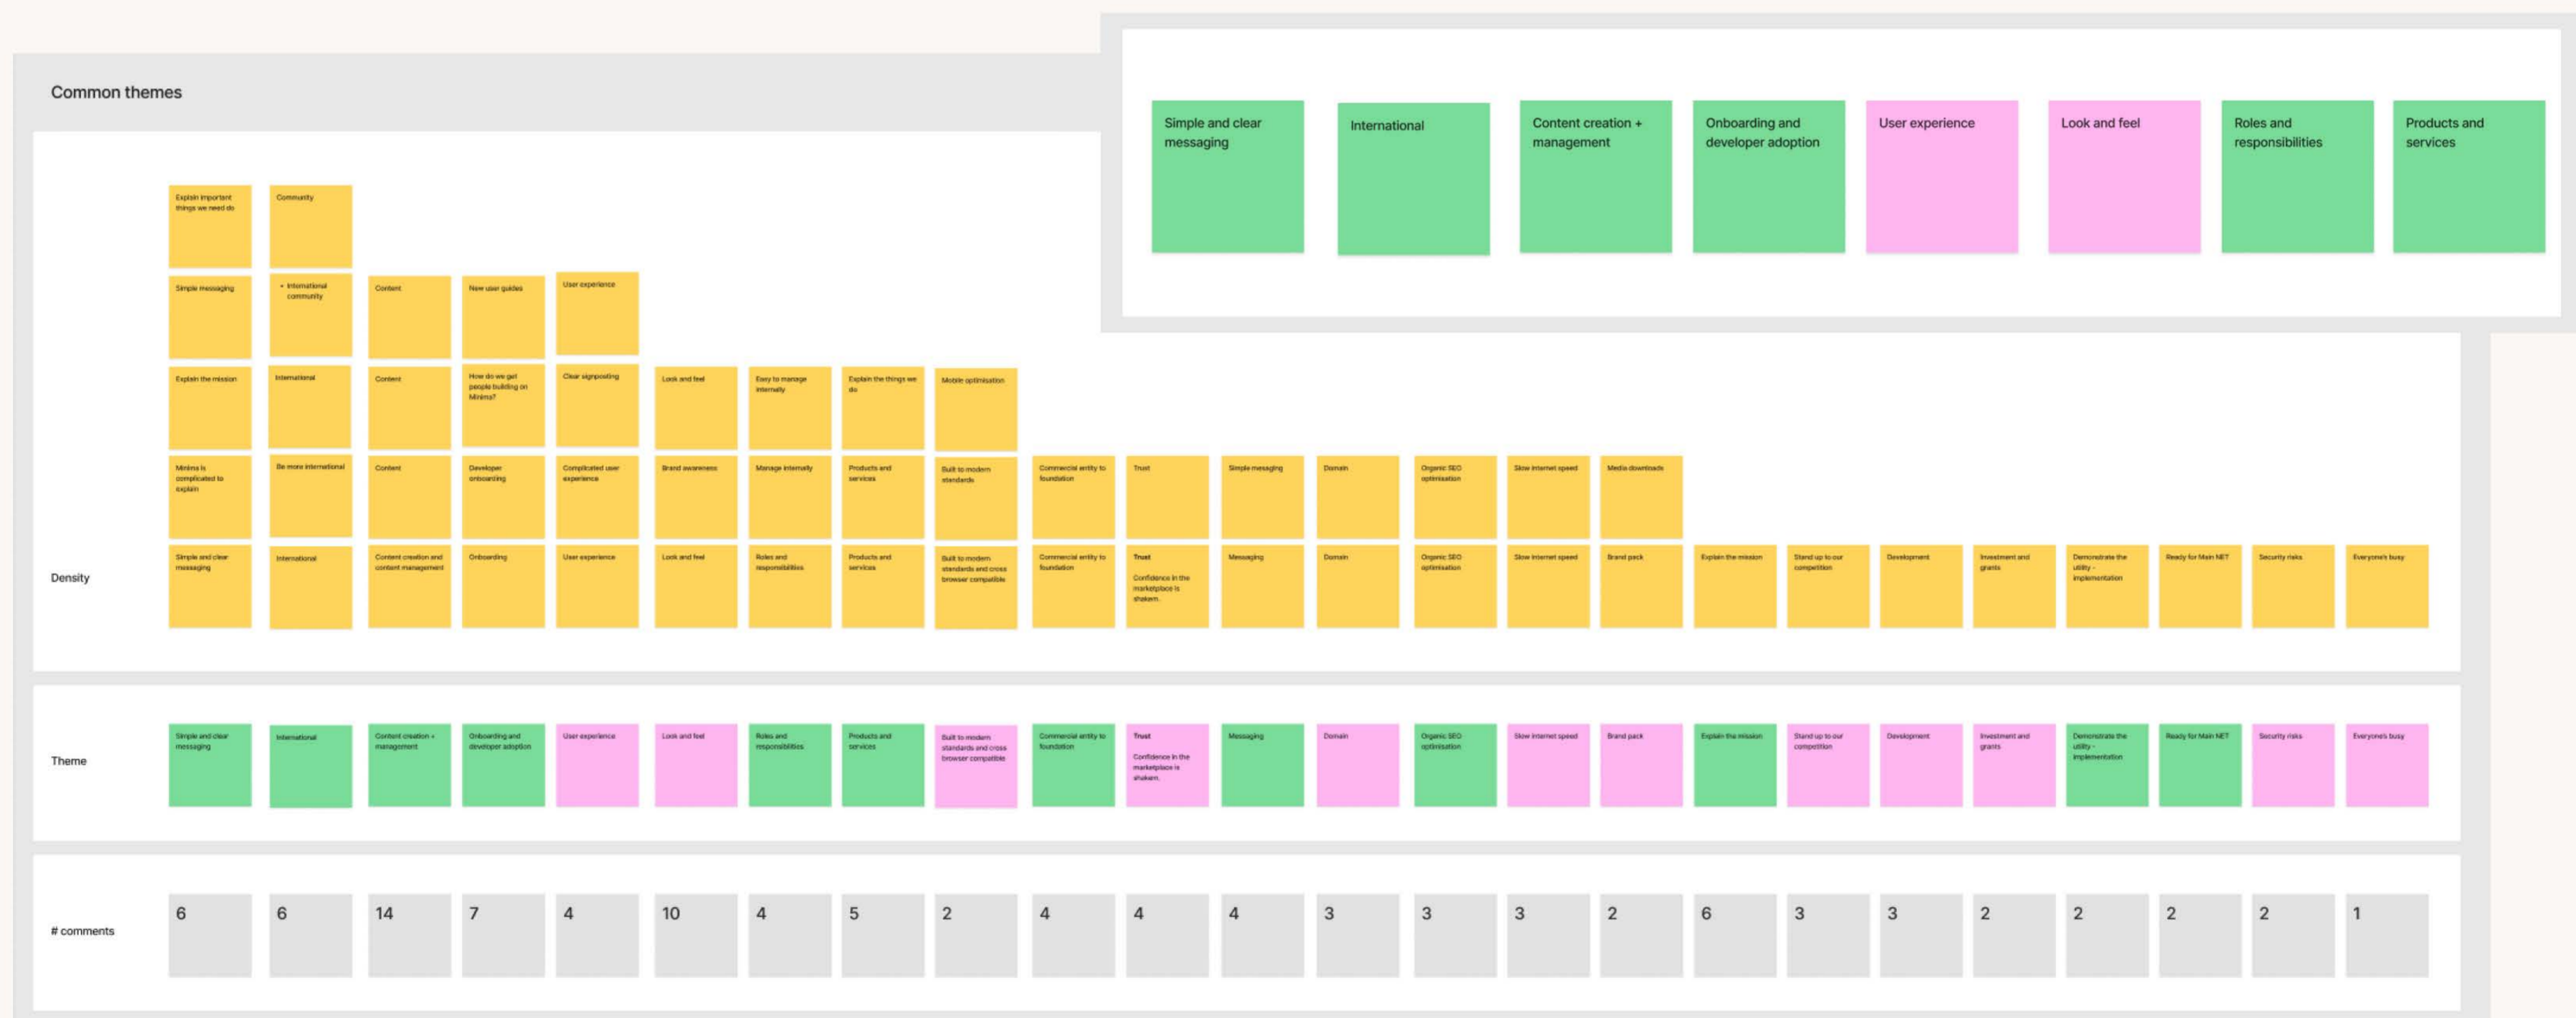 Common themes
Simple and clear
messaging
International
Content creation +
management
Onboarding and
developer adoption
User experience
Look and feel
Roles and
responsibilities
Products and
services
Explain important
things we need do
Community
Simple messaging
• International
community
Content
New user guides
User experience
Explain the mission
International
Content
How do we get
people building on
Minima?
Clear signposting
Look and feel
Easy to manage
internally
Explain the things we
do
Mobile optimisation
Minima is
complicated to
explain
Be more international
Content
Developer
onboarding
Complicated user
experience
Brand awareness
Manage internally
Products and
services
Built to modern
standards
Commercial entity to
foundation
Trust
Simple messaging
Domain
Organic SEO
optimisation
Slow internet speed
Media downloads
Density
Simple and clear
messaging
International
Content creation and
content management
Onboarding
User experience
Look and feel
Roles and
responsibilities
Products and
services
Built to modern
standards and cross
browser compatible
Commercial entity to
foundation
Trust
Confidence in the
marketplace is
shakern.
Messaging
Domain
Organic SEO
optimisation
Slow internet speed
Brand pack
Explain the mission
Stand up to our
competition
Development
Investment and
grants
Demonstrate the
utility -
implementation
Ready for Main NET
Security risks
Everyone's busy
Theme
Simple and clear
messaging
International
Content creation +
management
Onboarding and
developer adoption
User experience
Look and feel
Roles and
responsibilities
Products and
services
Built to modern
standards and cross
browser compatible
Commercial entity to
foundation
Trust
Confidence in the
marketplace is
shakern.
Messaging
Domain
Organic SEO
optimisation
Slow internet speed
Brand pack
Explain the mission
Stand up to our
competition
Development
Investment and
grants
Demonstrate the
utility -
implementation
Ready for Main NET
Security risks
Everyone's busy
# comments
6
6
14
7
4
10
4
5
2
4
4
4
3
3
3
2
6
3
3
2
2
2
2
1